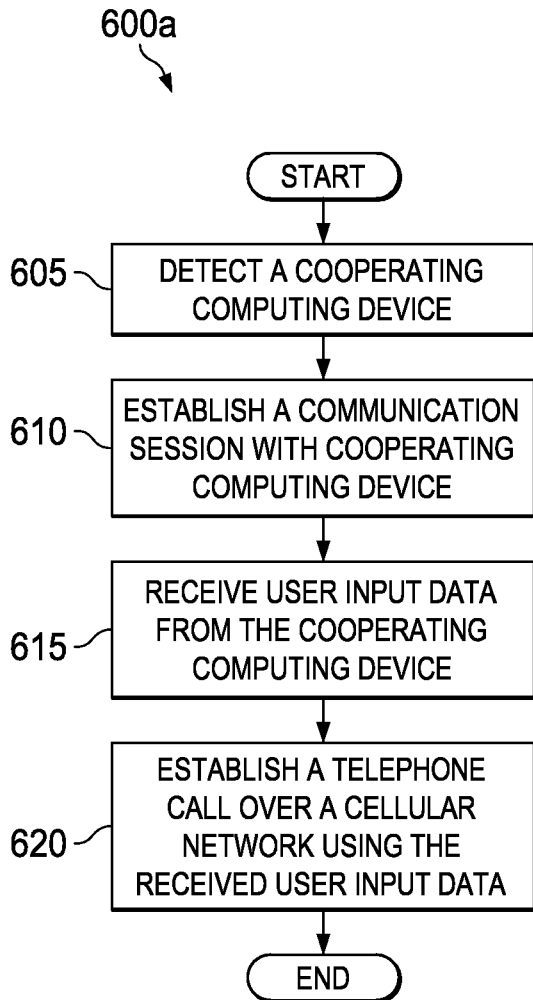 600a
START
605
DETECT A COOPERATING
COMPUTING DEVICE
610
ESTABLISH A COMMUNICATION
SESSION WITH COOPERATING
COMPUTING DEVICE
615
RECEIVE USER INPUT DATA
FROM THE COOPERATING
COMPUTING DEVICE
620
ESTABLISH A TELEPHONE
CALL OVER A CELLULAR
NETWORK USING THE
RECEIVED USER INPUT DATA
END